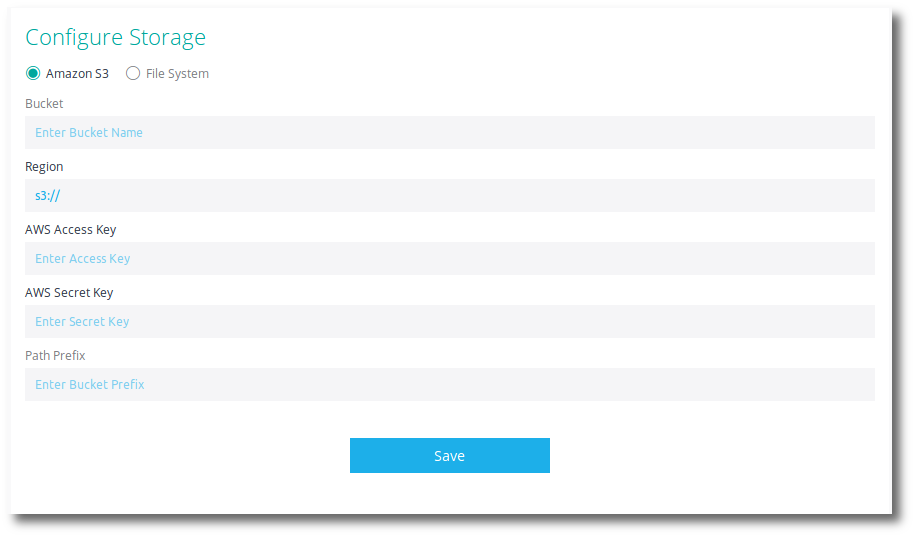 Configure Storage
Amazon S3 File System
Bucket
Enter Bucket Name
Region
s3://
AWS Access Key
Enter Access Key
AWS Secret Key
Enter Secret Key
Path Prefix
Enter Bucket Prefix
Save